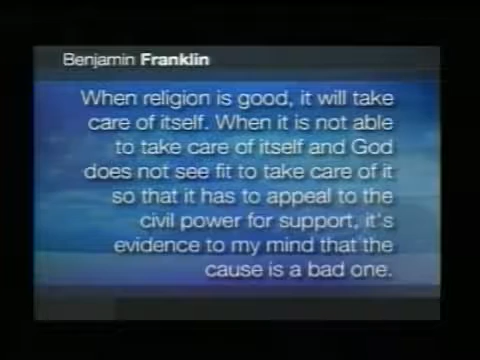 Benjamin Franklin
When religion is good, it will take
care of itself. When it is not able
to take care of itself and God
does not see fit to take care of it
so that it has to appeal to the
civil power for support, it's
evidence to my mind that the
cause is a bad one.